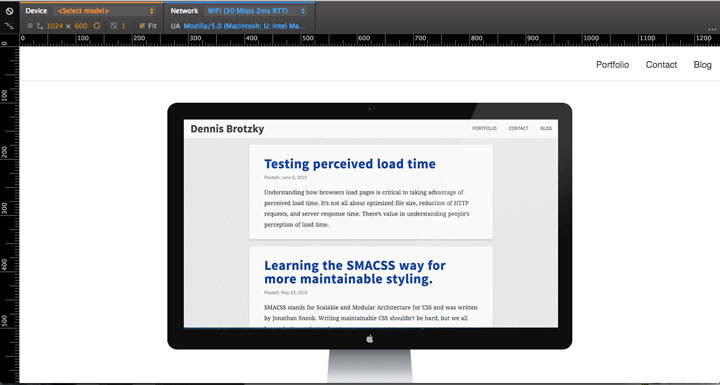 Device <Select model> Network WiFi (30 Mbps 2ms RTT)
1024 × 600 1 Fit UA Mozilla/5.0 (Macintosh; U; Intel Ma...
0 100 200 300 400 500 600 700 800 900 1000 1100 1200
Portfolio Contact Blog
100
200
300
400
500
Dennis Brotzky PORTFOLIO CONTACT BLOG
Testing perceived load time
Posted: June 8, 2015
Understanding how browsers load pages is critical to taking advantage of
perceived load time. It's not all about optimized file size, reduction of HTTP
requests, and server response time. There's value in understanding people's
perception of load time.
Learning the SMACSS way for
more maintainable styling.
Posted: May 23, 2015
SMACSS stands for Scalable and Modular Architecture for CSS and was written
by Jonathan Snook. Writing maintainable CSS shouldn't be hard, but we all